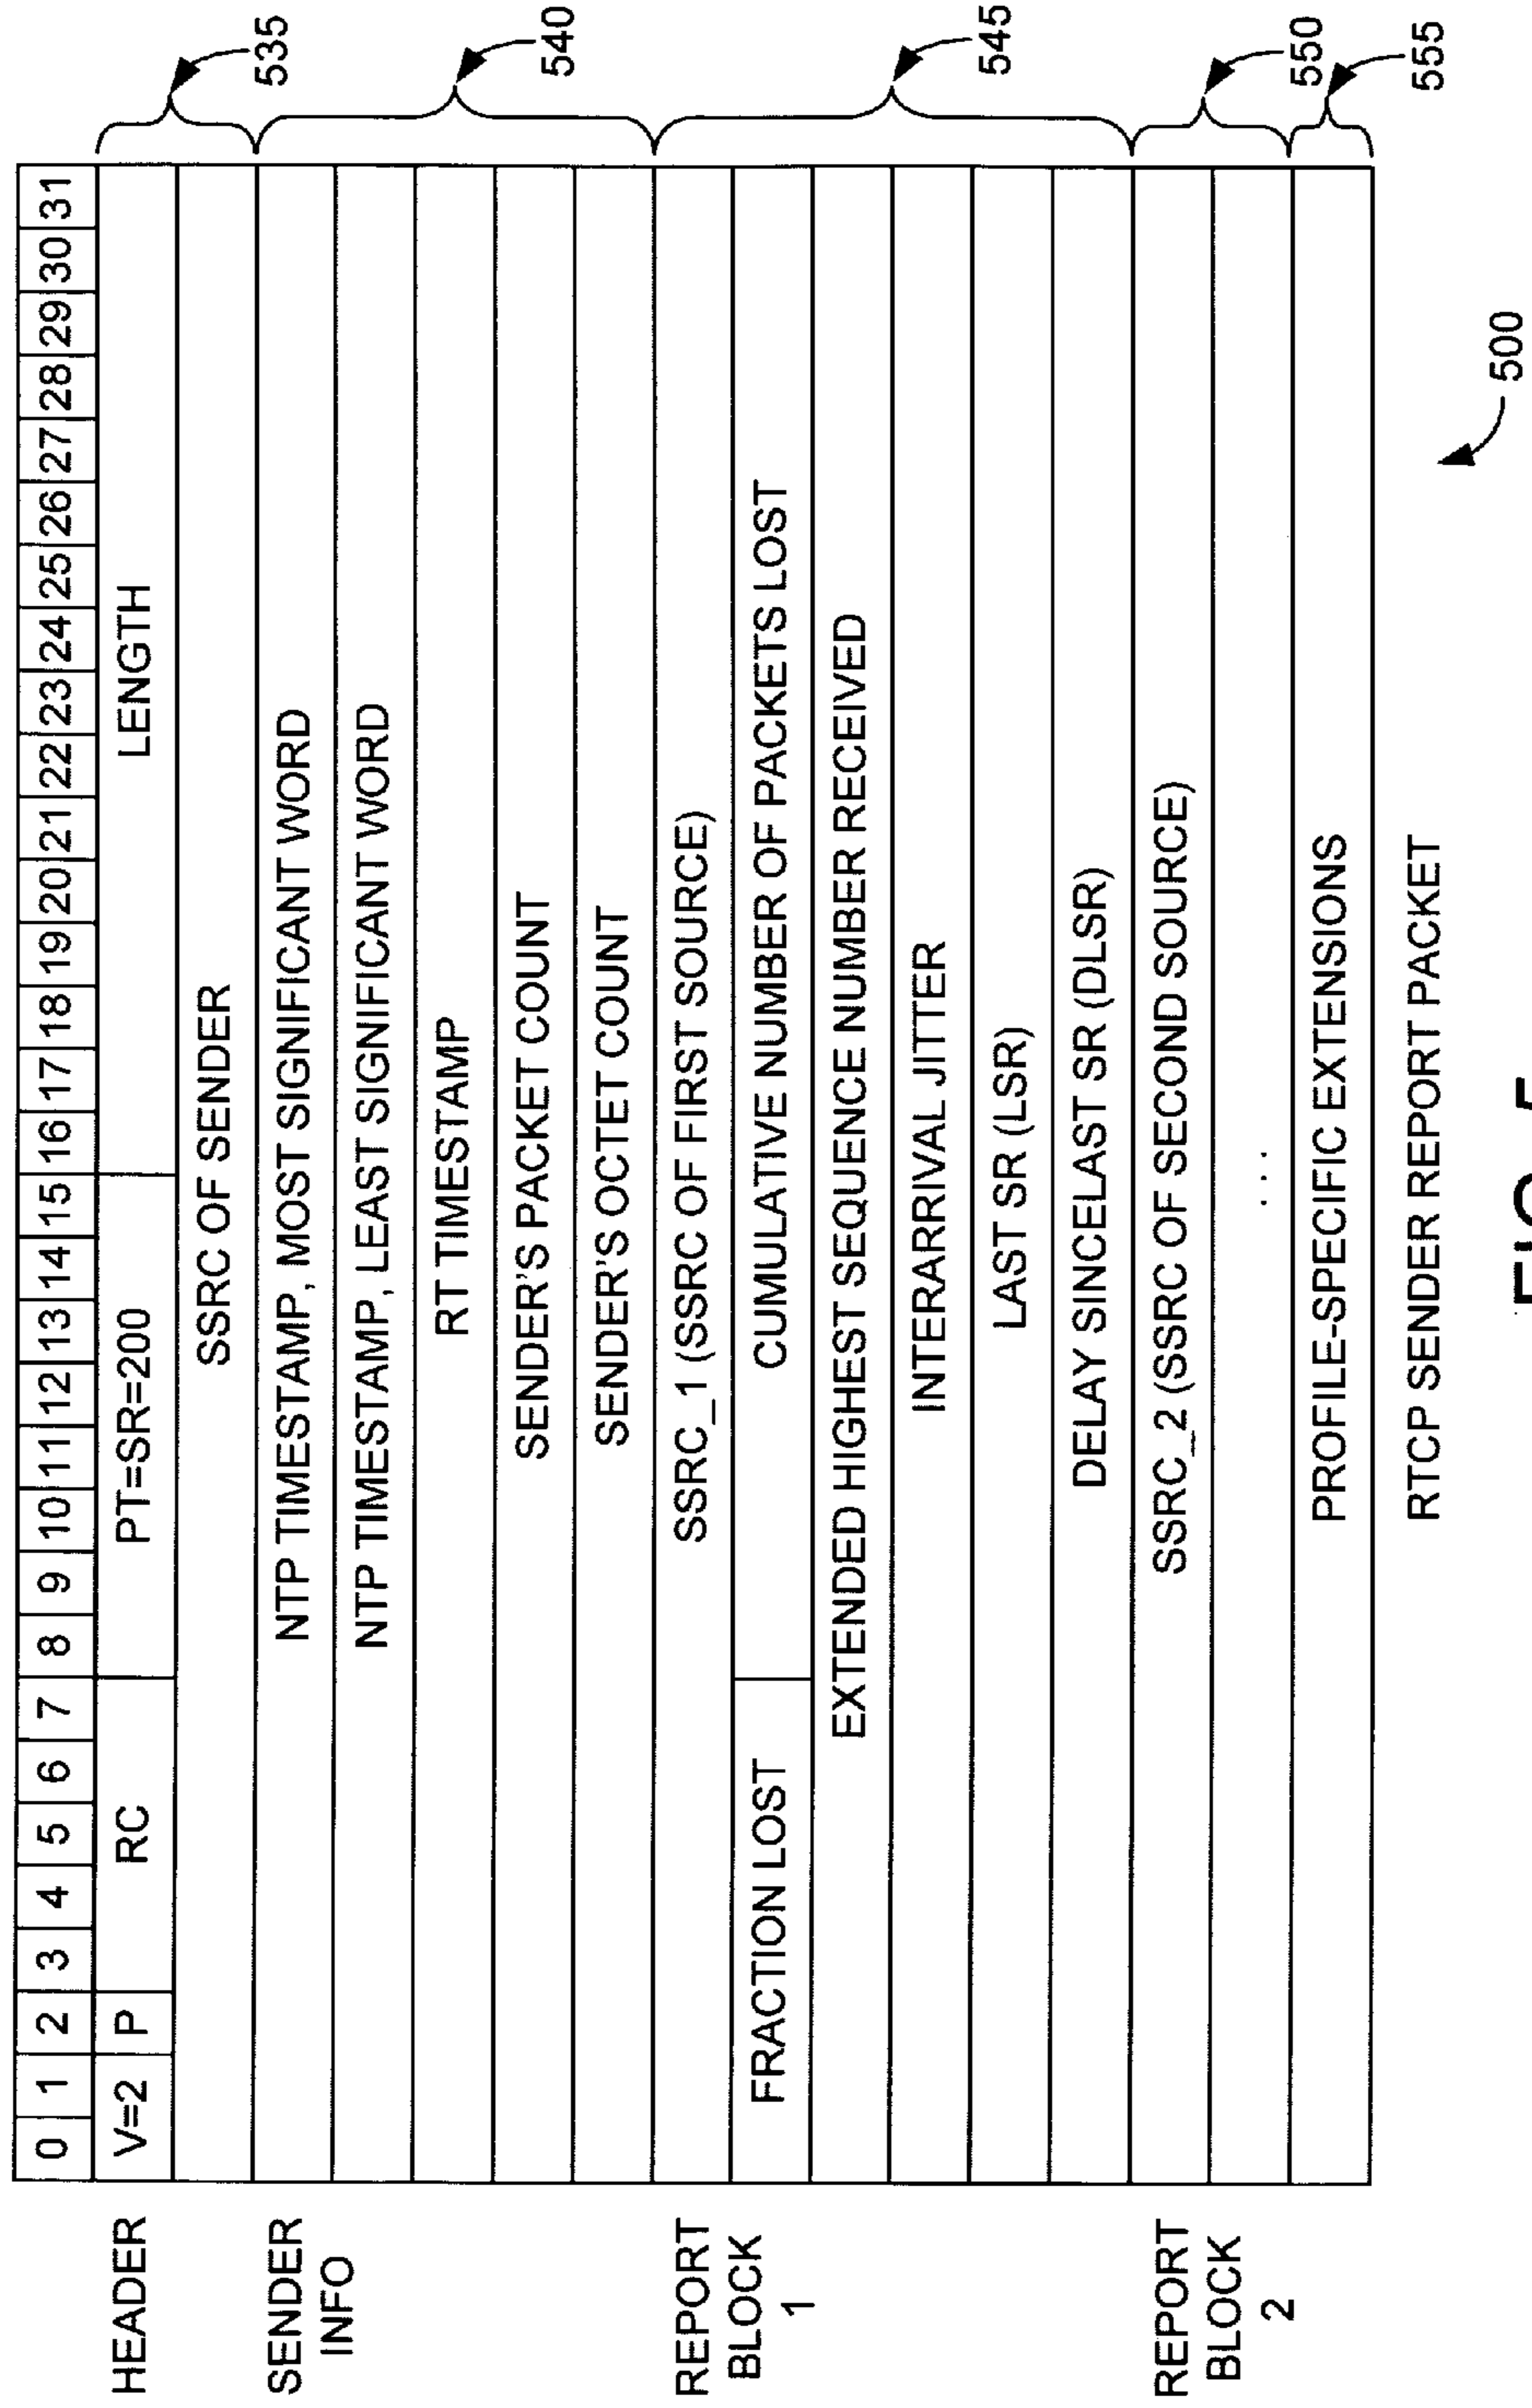 0 1 2 3 4 5 6 7 8 9 10 11 12 13 14 15 16 17 18 19 20 21 22 23 24 25 26 27 28 29 30 31
HEADER
V=2 P RC PT=SR=200 LENGTH
535
SSRC OF SENDER
SENDER
INFO
NTP TIMESTAMP, MOST SIGNIFICANT WORD
NTP TIMESTAMP, LEAST SIGNIFICANT WORD
RT TIMESTAMP
540
SENDER'S PACKET COUNT
SENDER'S OCTET COUNT
REPORT
BLOCK
1
SSRC_1 (SSRC OF FIRST SOURCE)
FRACTION LOST CUMULATIVE NUMBER OF PACKETS LOST
EXTENDED HIGHEST SEQUENCE NUMBER RECEIVED
INTERARRIVAL JITTER
545
LAST SR (LSR)
DELAY SINCELAST SR (DLSR)
REPORT
BLOCK
2
SSRC_2 (SSRC OF SECOND SOURCE)
...
550
PROFILE-SPECIFIC EXTENSIONS
555
RTCP SENDER REPORT PACKET
500